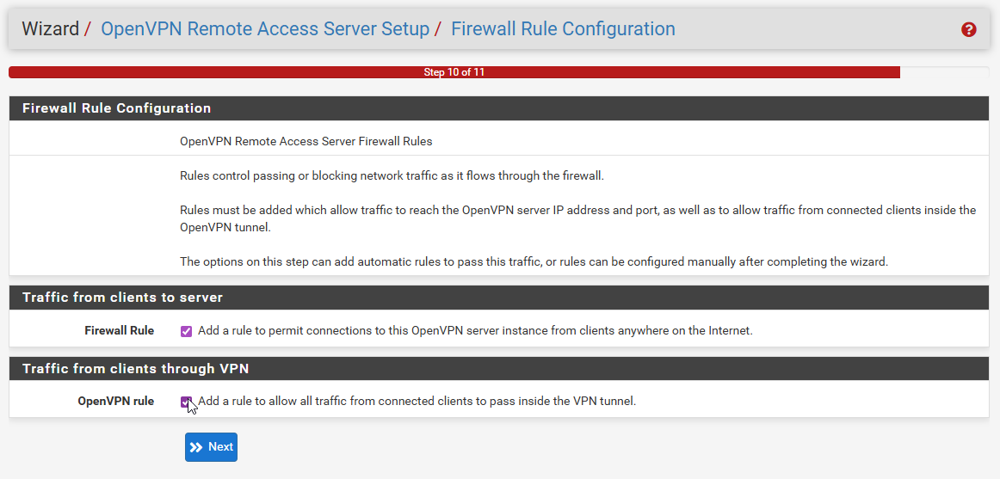 Wizard / OpenVPN Remote Access Server Setup / Firewall Rule Configuration
Step 10 of 11
Firewall Rule Configuration
OpenVPN Remote Access Server Firewall Rules
Rules control passing or blocking network traffic as it flows through the firewall.
Rules must be added which allow traffic to reach the OpenVPN server IP address and port, as well as to allow traffic from connected clients inside the
OpenVPN tunnel.
The options on this step can add automatic rules to pass this traffic, or rules can be configured manually after completing the wizard.
Traffic from clients to server
Firewall Rule Add a rule to permit connections to this OpenVPN server instance from clients anywhere on the Internet.
Traffic from clients through VPN
OpenVPN rule Add a rule to allow all traffic from connected clients to pass inside the VPN tunnel.
Next